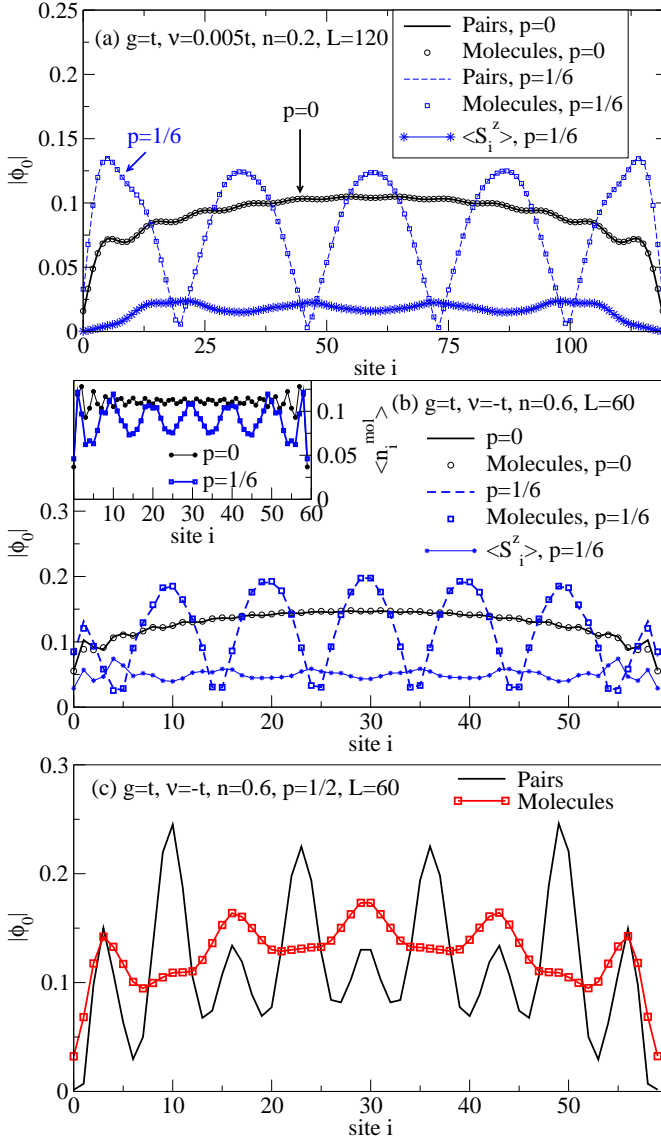 (a) g=t, ν=0.005t, n=0.2, L=120
Pairs, p=0
Molecules, p=0
Pairs, p=1/6
Molecules, p=1/6
<S_i^z>, p=1/6
p=1/6
p=0
|ϕ_0|
0.25
0.2
0.15
0.1
0.05
0
0 25 50 75 100
site i
(b) g=t, ν=-t, n=0.6, L=60
p=0
Molecules, p=0
p=1/6
Molecules, p=1/6
<S_i^z>, p=1/6
p=0
p=1/6
0.1
0.05
0
<n_i^mol>
10 20 30 40 50 60
site i
|ϕ_0|
0.3
0.2
0.1
0
0 10 20 30 40 50
site i
(c) g=t, ν=-t, n=0.6, p=1/2, L=60
Pairs
Molecules
|ϕ_0|
0.3
0.2
0.1
0
0 10 20 30 40 50
site i